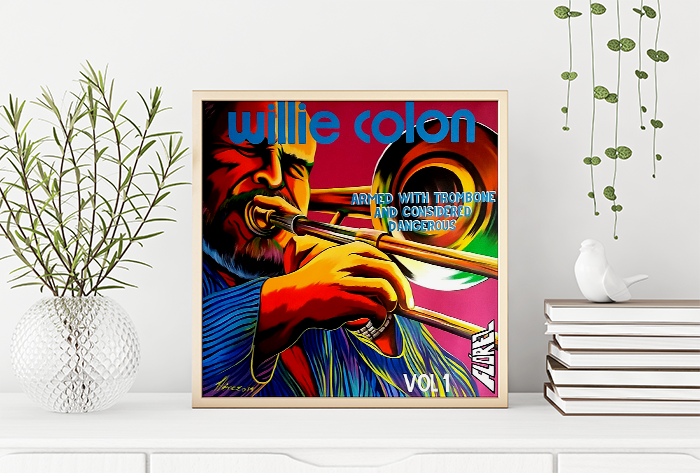 willie colon
ARMED WITH TROMBONE
AND CONSIDERED
DANGEROUS
VOL 1